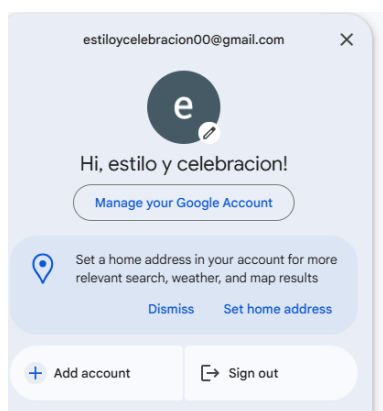 estiloycelebracion00@gmail.com
e
Hi, estilo y celebracion!
Manage your Google Account
Set a home address in your account for more
relevant search, weather, and map results
Dismiss Set home address
Add account Sign out